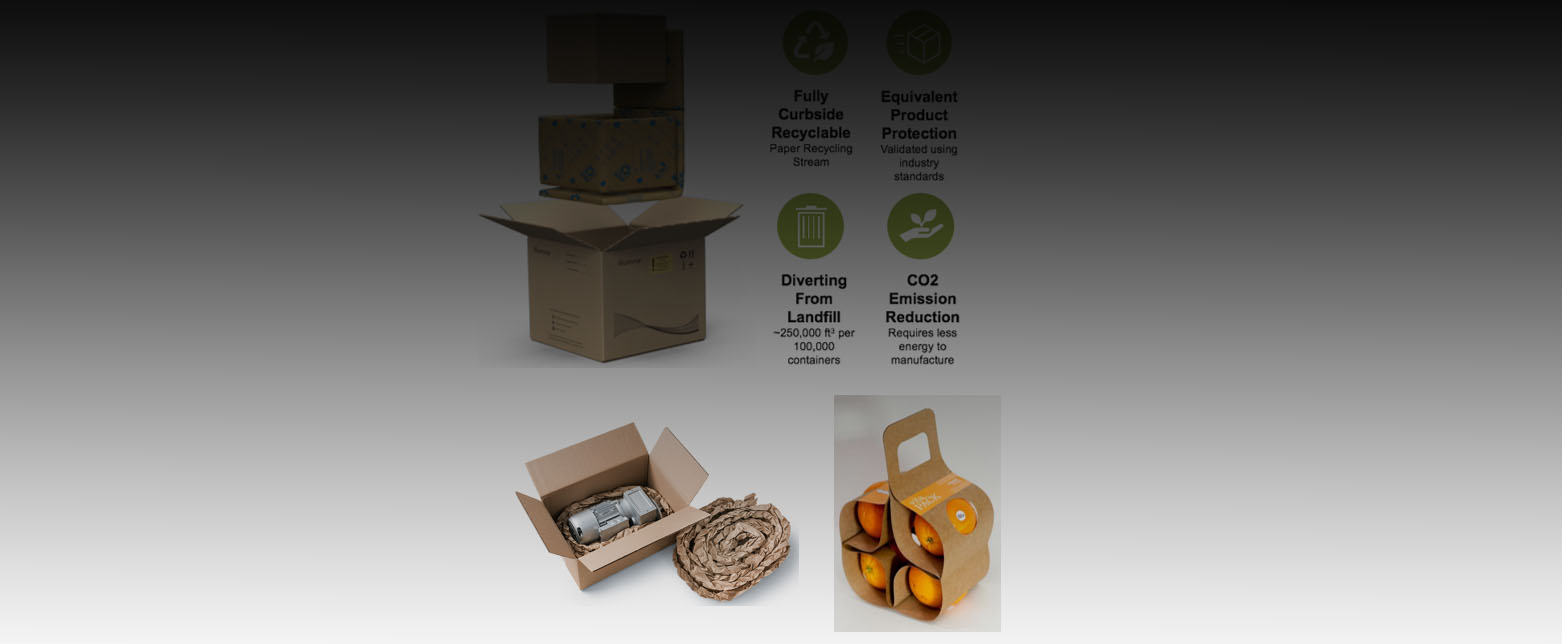 Fully
Curbside
Recyclable
Paper Recycling
Stream
Equivalent
Product
Protection
Validated using
industry
standards
Diverting
From
Landfill
~250,000 ft³ per
100,000
containers
CO2
Emission
Reduction
Requires less
energy to
manufacture